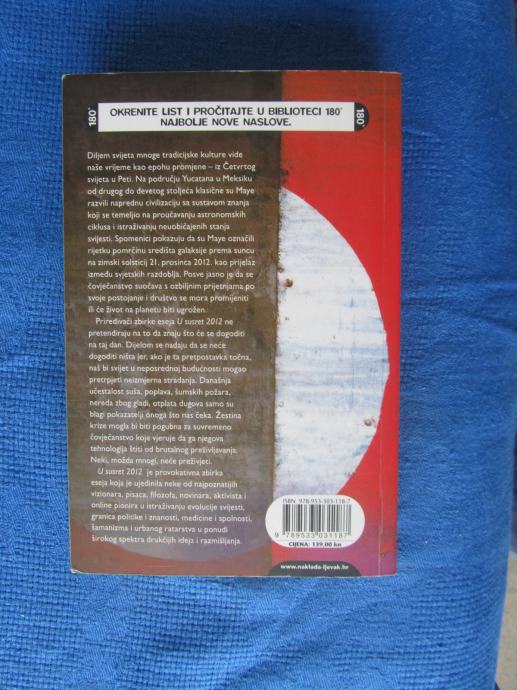 180°
OKRENITE LIST I PROČITAJTE U BIBLIOTECI 180°
NAJBOLJE NOVE NASLOVE.
180°
Diljem svijeta mnoge tradicijske kulture vide
naše vrijeme kao epohu promjene – iz Četvrtog
svijeta u Peti. Na području Yucatana u Meksiku
od drugog do devetog stoljeća klasične su Maye
razvili naprednu civilizaciju sa sustavom znanja
koji se temeljio na proučavanju astronomskih
ciklusa i istraživanju neuobičajenih stanja
svijesti. Spomenici pokazuju da su Maye označili
rijetku pomrčinu središta galaksije prema suncu
na zimski solsticij 21. prosinca 2012. kao prijelaz
između svjetskih razdoblja. Posve jasno je da se
čovječanstvo suočava s ozbiljnim prijetnjama po
svoje postojanje i društvo se mora promijeniti
ili će život na planetu biti ugrožen.
Priređivači zbirke eseja U susret 2012 ne
pretendiraju na to da znaju što će se dogoditi
na taj dan. Dijelom se nadaju da se neće
dogoditi ništa jer, ako je ta pretpostavka točna,
naš bi svijet u neposrednoj budućnosti mogao
pretrpjeti neizmjerna stradanja. Današnja
učestalost suša, poplava, šumskih požara,
nereda zbog gladi, otplata dugova samo su
blagi pokazatelji onoga što nas čeka. Žestina
krize mogla bi biti pogubna za suvremeno
čovječanstvo koje vjeruje da ga njegova
tehnologija štiti od brutalnog preživljavanja.
Neki, možda mnogi, neće preživjeti.
U susret 2012 je provokativna zbirka
eseja koja je ujedinila neke od najpoznatijih
vizionara, pisaca, filozofa, novinara, aktivista i
online pionira u istraživanju evolucije svijesti,
granica politike i znanosti, medicine i spolnosti,
šamanizma i urbanog ratarstva u ponudi
širokog spektra drukčijih ideja i razmišljanja.
ISBN 978-953-303-118-7
9 789533 031187
CIJENA: 139,00 kn
www.naklada-ljevak.hr